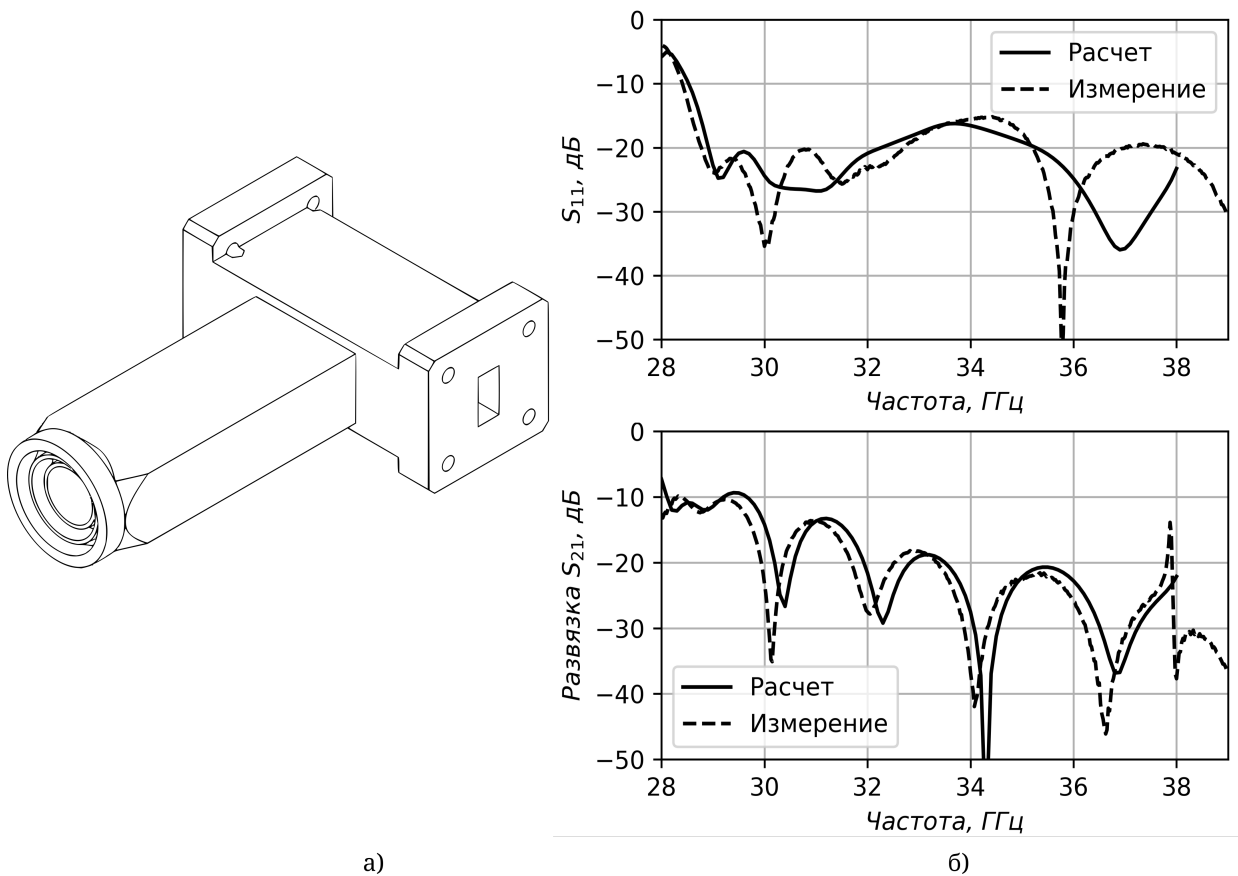 0
−10
−20
−30
−40
−50
S₁₁, дБ
Расчет
Измерение
28 30 32 34 36 38
Частота, ГГц
0
−10
−20
−30
−40
−50
Развязка S₂₁, дБ
Расчет
Измерение
28 30 32 34 36 38
Частота, ГГц
а) б)